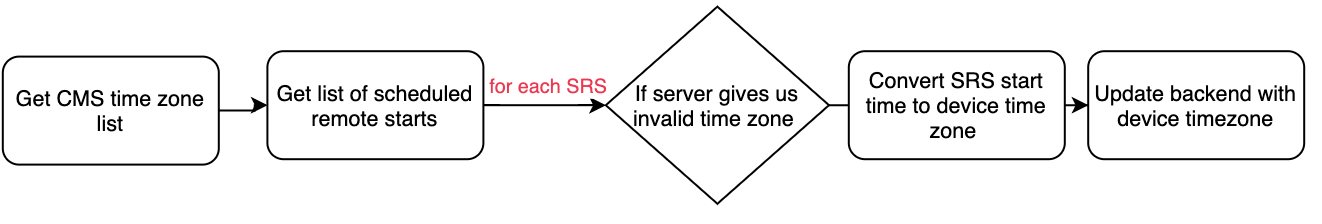 Get CMS time zone
list
Get list of scheduled
remote starts
for each SRS
If server gives us
invalid time zone
Convert SRS start
time to device time
zone
Update backend with
device timezone